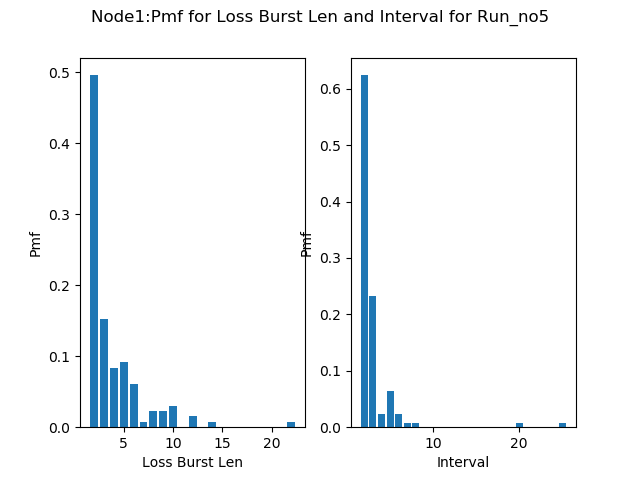 Node1:Pmf for Loss Burst Len and Interval for Run_no5
0.5
0.4
0.3
0.2
0.1
0.0
Pmf
5 10 15 20
Loss Burst Len
0.6
0.5
0.4
0.3
0.2
0.1
0.0
Pmf
10 20
Interval